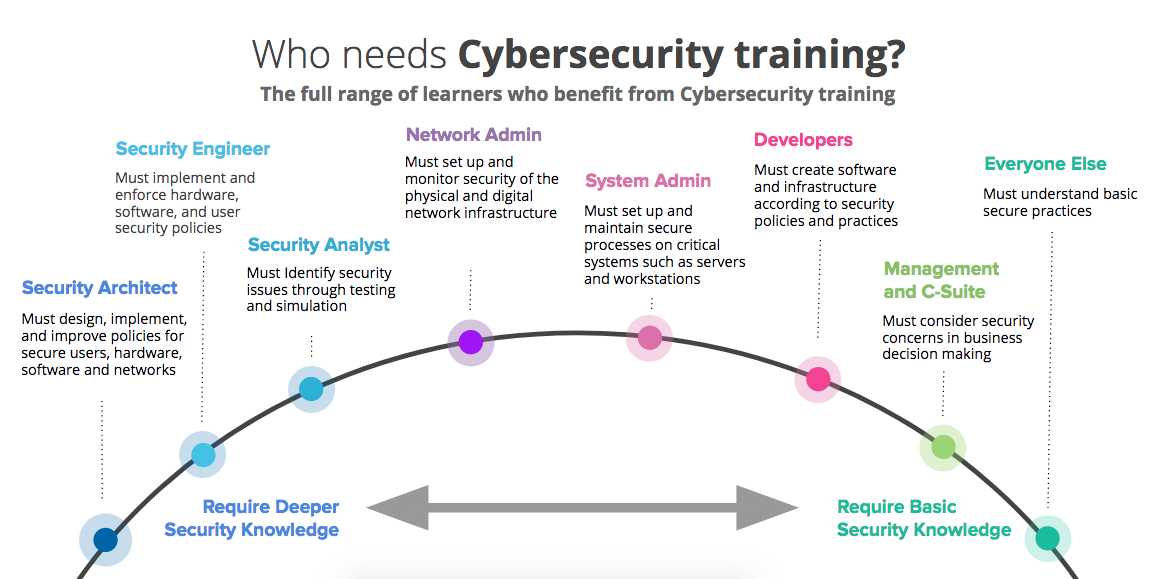 Who needs Cybersecurity training?
The full range of learners who benefit from Cybersecurity training
Security Architect
Must design, implement,
and improve policies for
secure users, hardware,
software and networks
Security Engineer
Must implement and
enforce hardware,
software, and user
security policies
Security Analyst
Must Identify security
issues through testing
and simulation
Network Admin
Must set up and
monitor security of the
physical and digital
network infrastructure
System Admin
Must set up and
maintain secure
processes on critical
systems such as servers
and workstations
Developers
Must create software
and infrastructure
according to security
policies and practices
Management
and C-Suite
Must consider security
concerns in business
decision making
Everyone Else
Must understand basic
secure practices
Require Deeper
Security Knowledge
Require Basic
Security Knowledge